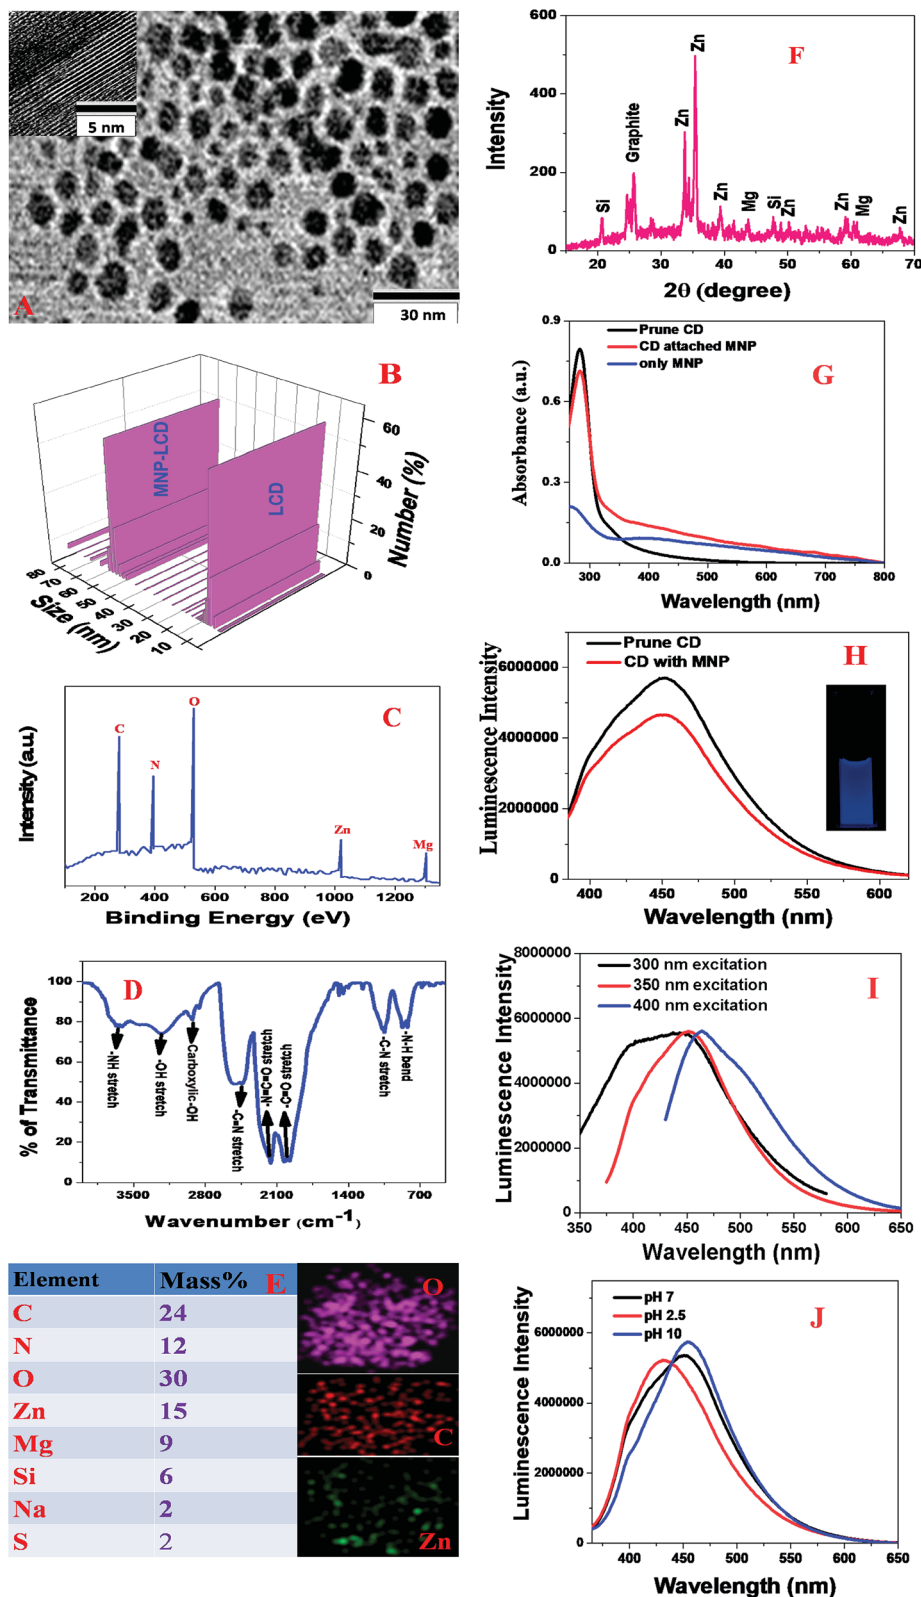 5 nm
30 nm
A
B
MNP-LCD
LCD
Number (%)
60
40
20
0
Size (nm)
80
70
60
50
40
30
20
10
C
Intensity (a.u.)
C
N
O
Zn
Mg
200
400
600
800
1000
1200
Binding Energy (eV)
D
% of Transmittance
100
80
60
50
40
20
10
0
-NH stretch
-OH stretch
Carboxylic-OH
-C≡N stretch
-N=C=O stretch
-C=O stretch
-C-N stretch
-N-H bend
3500
2800
2100
1400
700
Wavenumber (cm-1)
Element Mass% E
C 24
N 12
O 30
Zn 15
Mg 9
Si 6
Na 2
S 2
O
C
Zn
F
Intensity
600
400
200
0
Si
Graphite
Zn
Zn
Zn
Mg
Si
Zn
Zn
Mg
Zn
20
30
40
50
60
70
2θ (degree)
G
Absorbance (a.u.)
0.9
0.6
0.3
0.0
Prune CD
CD attached MNP
only MNP
300
400
500
600
700
800
Wavelength (nm)
H
Luminescence Intensity
6000000
4000000
2000000
0
Prune CD
CD with MNP
400
450
500
550
600
Wavelength (nm)
I
Luminescence Intensity
8000000
6000000
4000000
2000000
0
300 nm excitation
350 nm excitation
400 nm excitation
350
400
450
500
550
600
650
Wavelength (nm)
J
Luminescence Intensity
6000000
4000000
2000000
0
pH 7
pH 2.5
pH 10
400
450
500
550
600
650
Wavelength (nm)